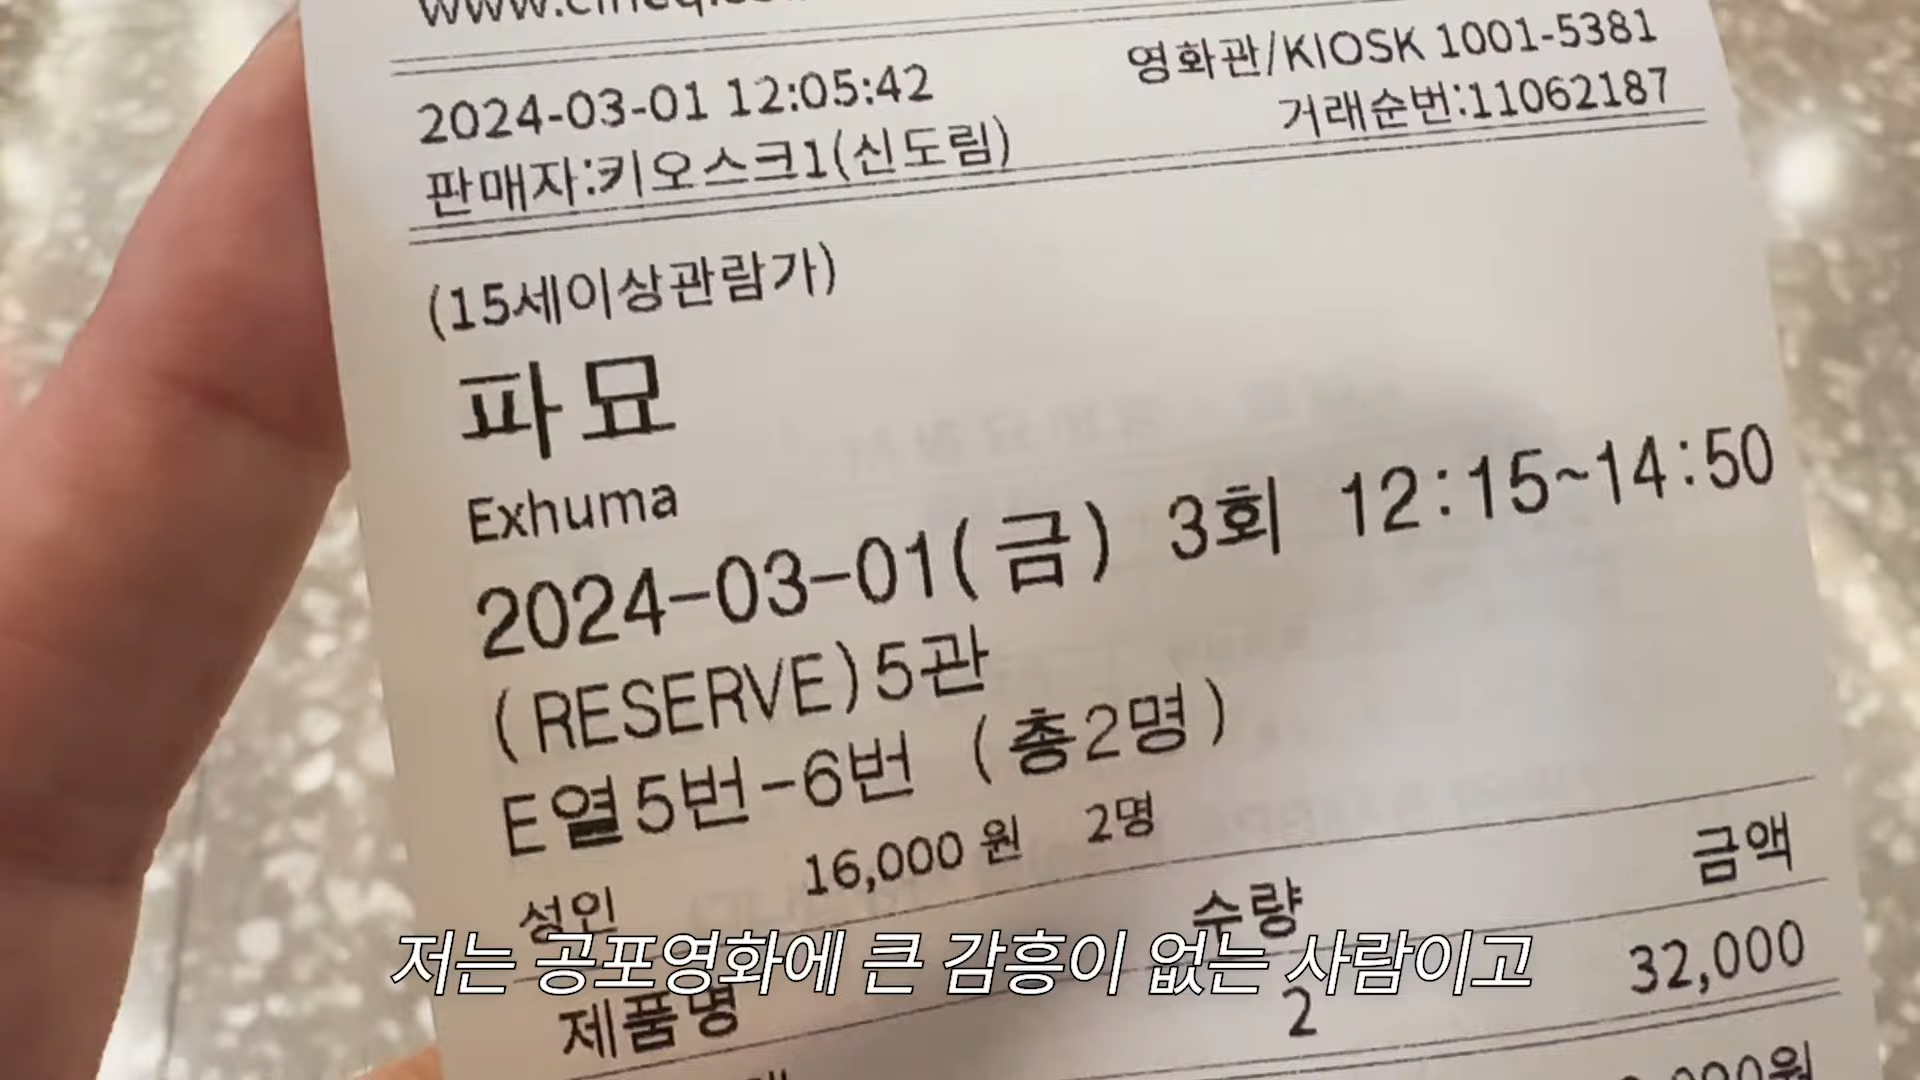 2024-03-01 12:05:42
영화관/KIOSK 1001-5381
판매자:키오스크1(신도림)
거래순번:11062187
(15세이상관람가)
파묘
Exhuma
2024-03-01(금) 3회 12:15~14:50
(RESERVE)5관
E열5번-6번 (총2명)
성인 16,000 원 2명
제품명 수량 금액
2 32,000
저는 공포영화에 큰 감흥이 없는 사람이고